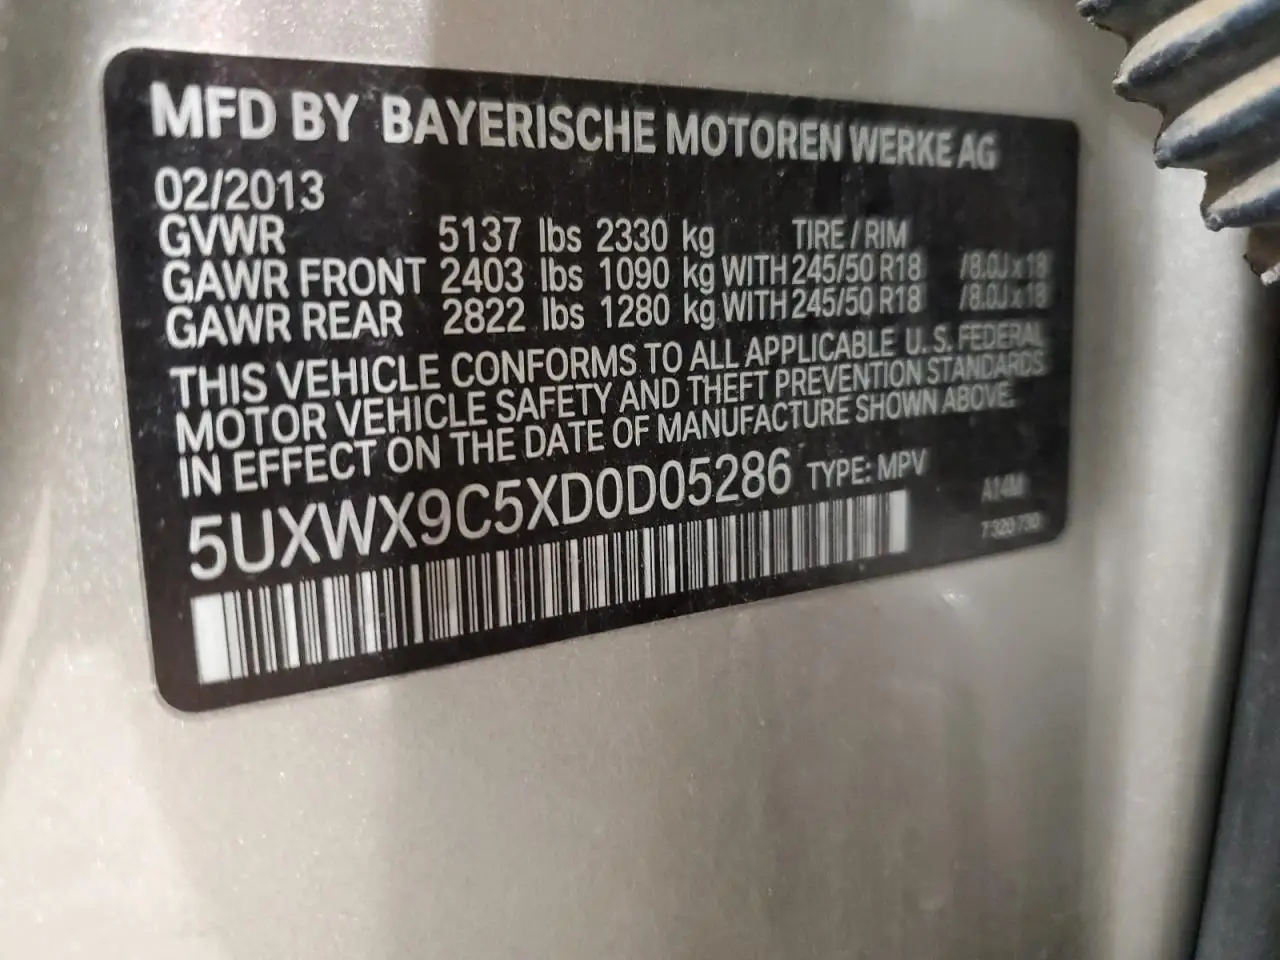 MFD BY BAYERISCHE MOTOREN WERKE AG
02/2013
GVWR 5137 lbs 2330 kg TIRE / RIM
GAWR FRONT 2403 lbs 1090 kg WITH 245/50 R18 /8.0J x 18
GAWR REAR 2822 lbs 1280 kg WITH 245/50 R18 /8.0J x 18
THIS VEHICLE CONFORMS TO ALL APPLICABLE U.S. FEDERAL
MOTOR VEHICLE SAFETY AND THEFT PREVENTION STANDARDS
IN EFFECT ON THE DATE OF MANUFACTURE SHOWN ABOVE.
5UXWX9C5XD0D05286 TYPE: MPV
A14M
7 320 730